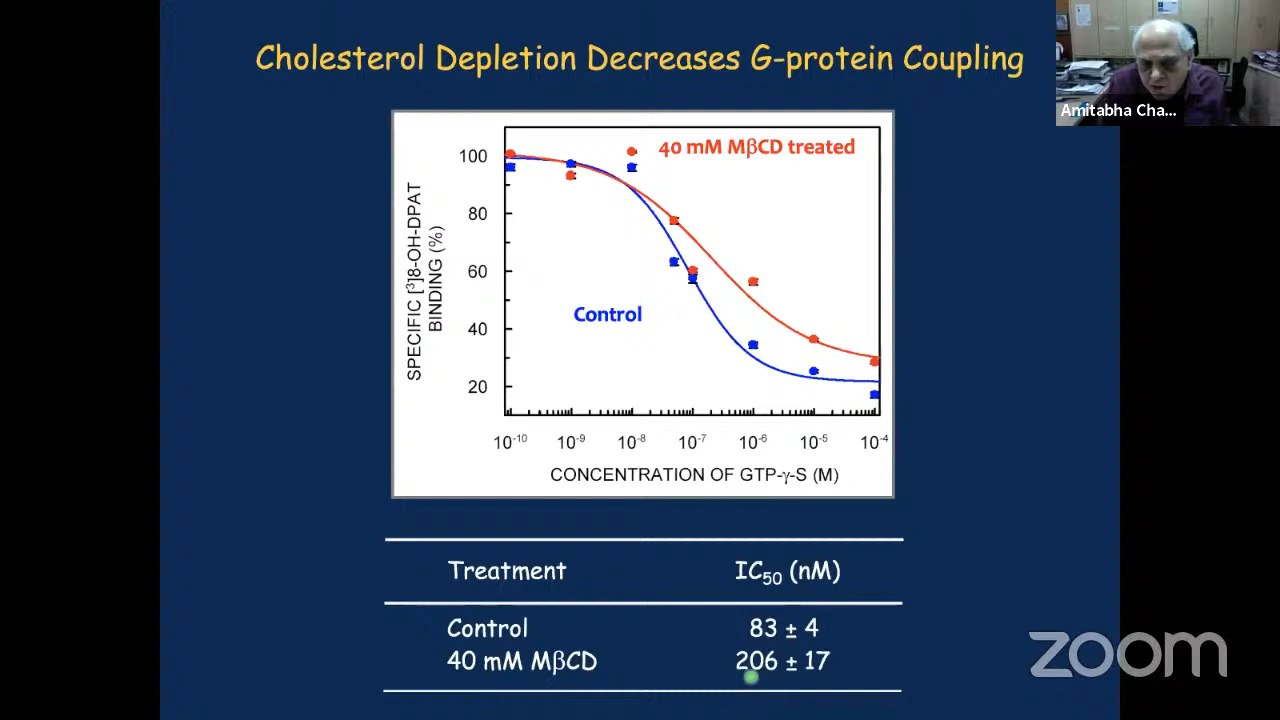 Cholesterol Depletion Decreases G-protein Coupling
Amitabha Cha...
40 mM MβCD treated
Control
SPECIFIC [³]8-OH-DPAT
BINDING (%)
100
80
60
40
20
10⁻¹⁰ 10⁻⁹ 10⁻⁸ 10⁻⁷ 10⁻⁶ 10⁻⁵ 10⁻⁴
CONCENTRATION OF GTP-γ-S (M)
Treatment IC₅₀ (nM)
Control 83 ± 4
40 mM MβCD 206 ± 17
zoom